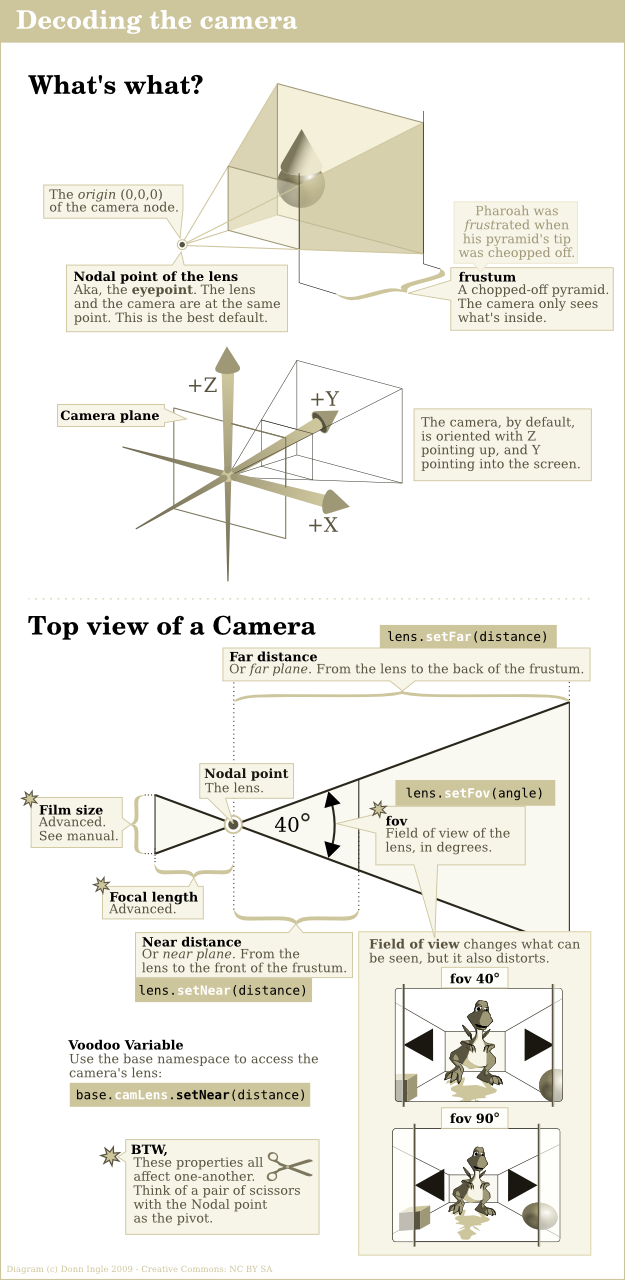 Decoding the camera
What's what?
The origin (0,0,0)
of the camera node.
Nodal point of the lens
Aka, the eyepoint. The lens
and the camera are at the same
point. This is the best default.
Pharoah was
frustrated when
his pyramid's tip
was cheopped off.
frustum
A chopped-off pyramid.
The camera only sees
what's inside.
+Z
+Y
+X
Camera plane
The camera, by default,
is oriented with Z
pointing up, and Y
pointing into the screen.
Top view of a Camera
lens.setFar(distance)
Far distance
Or far plane. From the lens to the back of the frustum.
Nodal point
The lens.
lens.setFov(angle)
Film size
Advanced.
See manual.
40°
fov
Field of view of the
lens, in degrees.
Focal length
Advanced.
Near distance
Or near plane. From the
lens to the front of the frustum.
lens.setNear(distance)
Field of view changes what can
be seen, but it also distorts.
fov 40°
fov 90°
Voodoo Variable
Use the base namespace to access the
camera's lens:
base.camLens.setNear(distance)
BTW,
These properties all
affect one-another.
Think of a pair of scissors
with the Nodal point
as the pivot.
Diagram (c) Donn Ingle 2009 - Creative Commons: NC BY SA